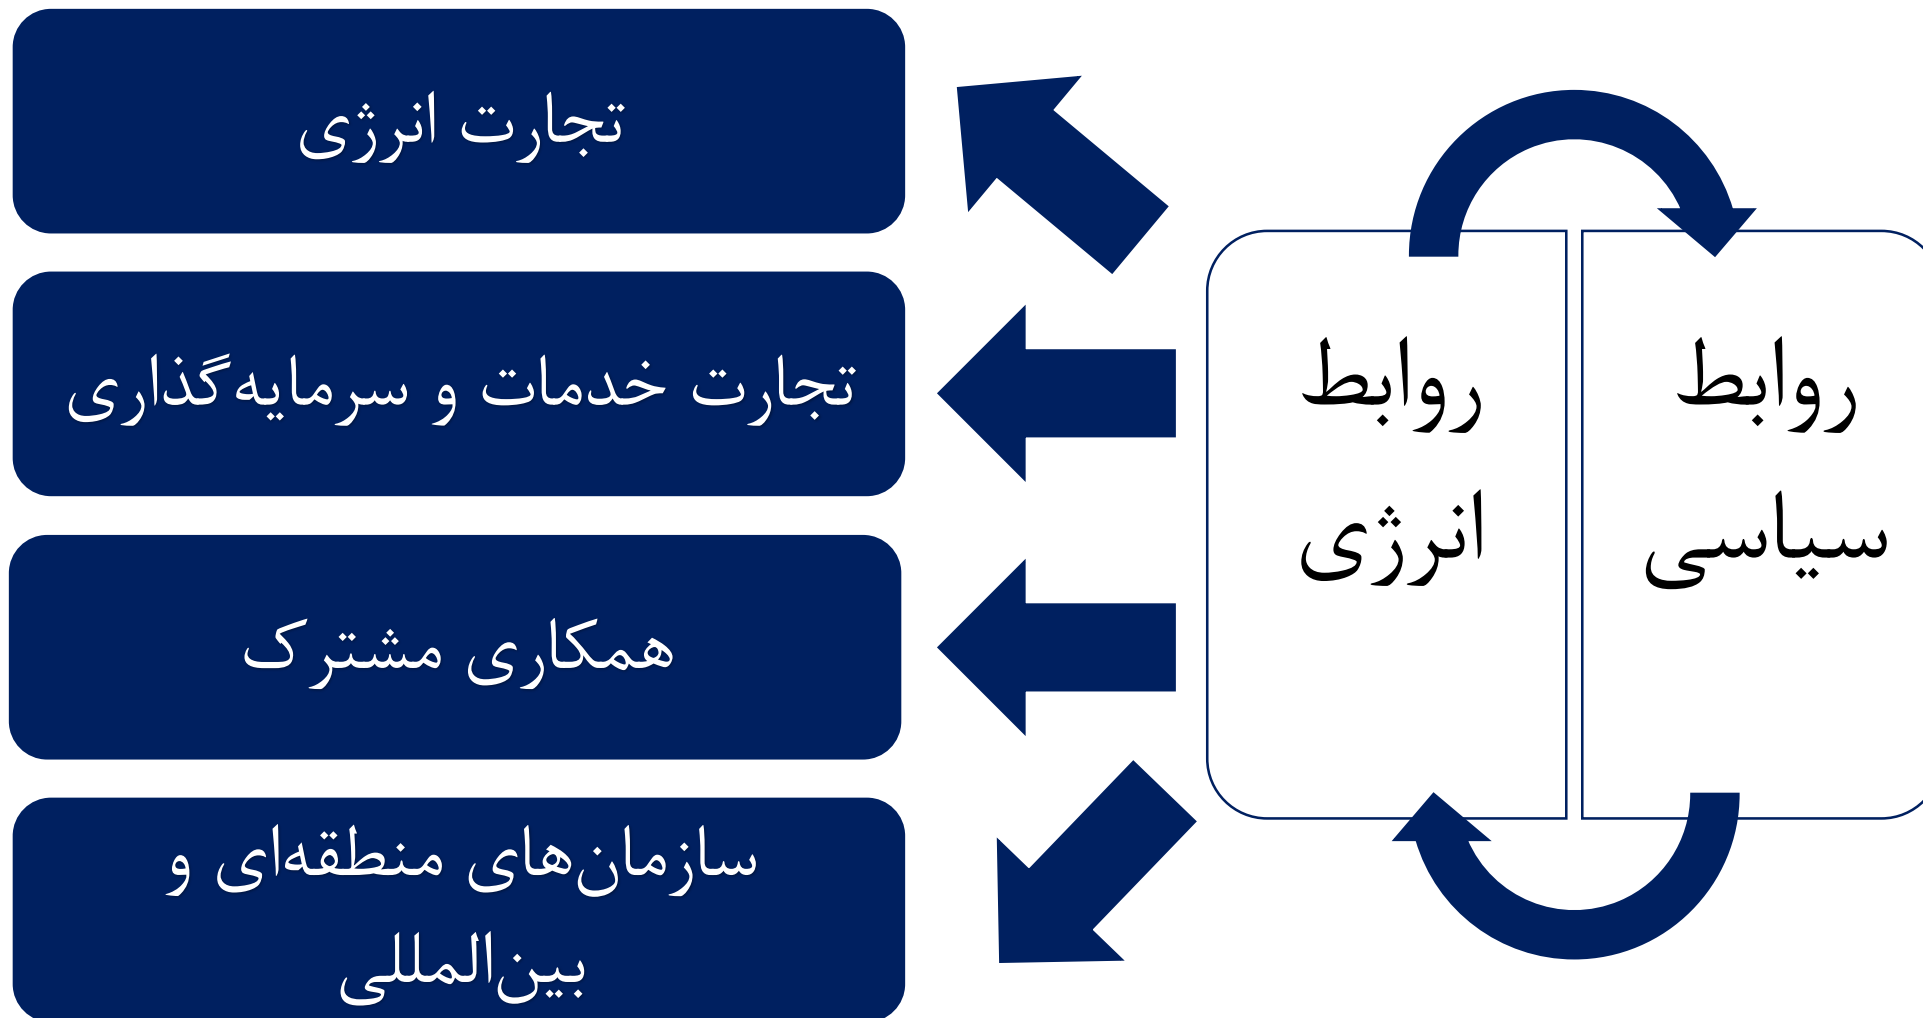 روابط
سیاسی
روابط
انرژی
تجارت انرژی
تجارت خدمات و سرمایه‌گذاری
همکاری مشترک
سازمان‌های منطقه‌ای و
بین‌المللی